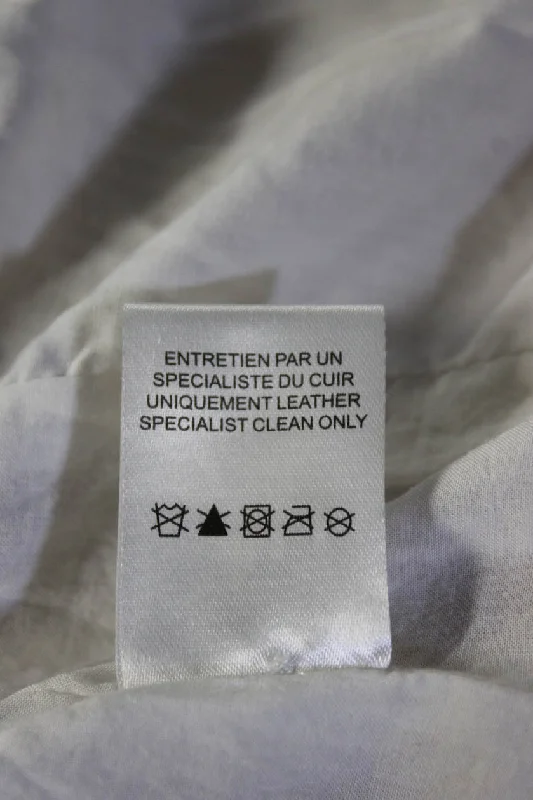 ENTRETIEN PAR UN
SPECIALISTE DU CUIR
UNIQUEMENT LEATHER
SPECIALIST CLEAN ONLY